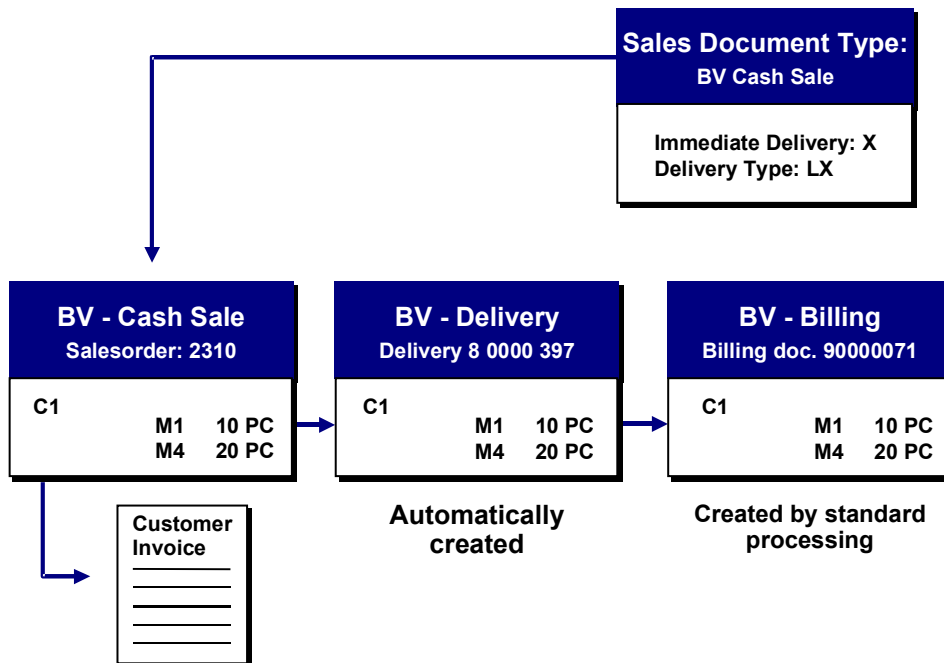 Sales Document Type:
BV Cash Sale
Immediate Delivery: X
Delivery Type: LX
BV - Cash Sale
Salesorder: 2310
C1
M1 10 PC
M4 20 PC
BV - Delivery
Delivery 8 0000 397
C1
M1 10 PC
M4 20 PC
BV - Billing
Billing doc. 90000071
C1
M1 10 PC
M4 20 PC
Customer
Invoice
Automatically
created
Created by standard
processing